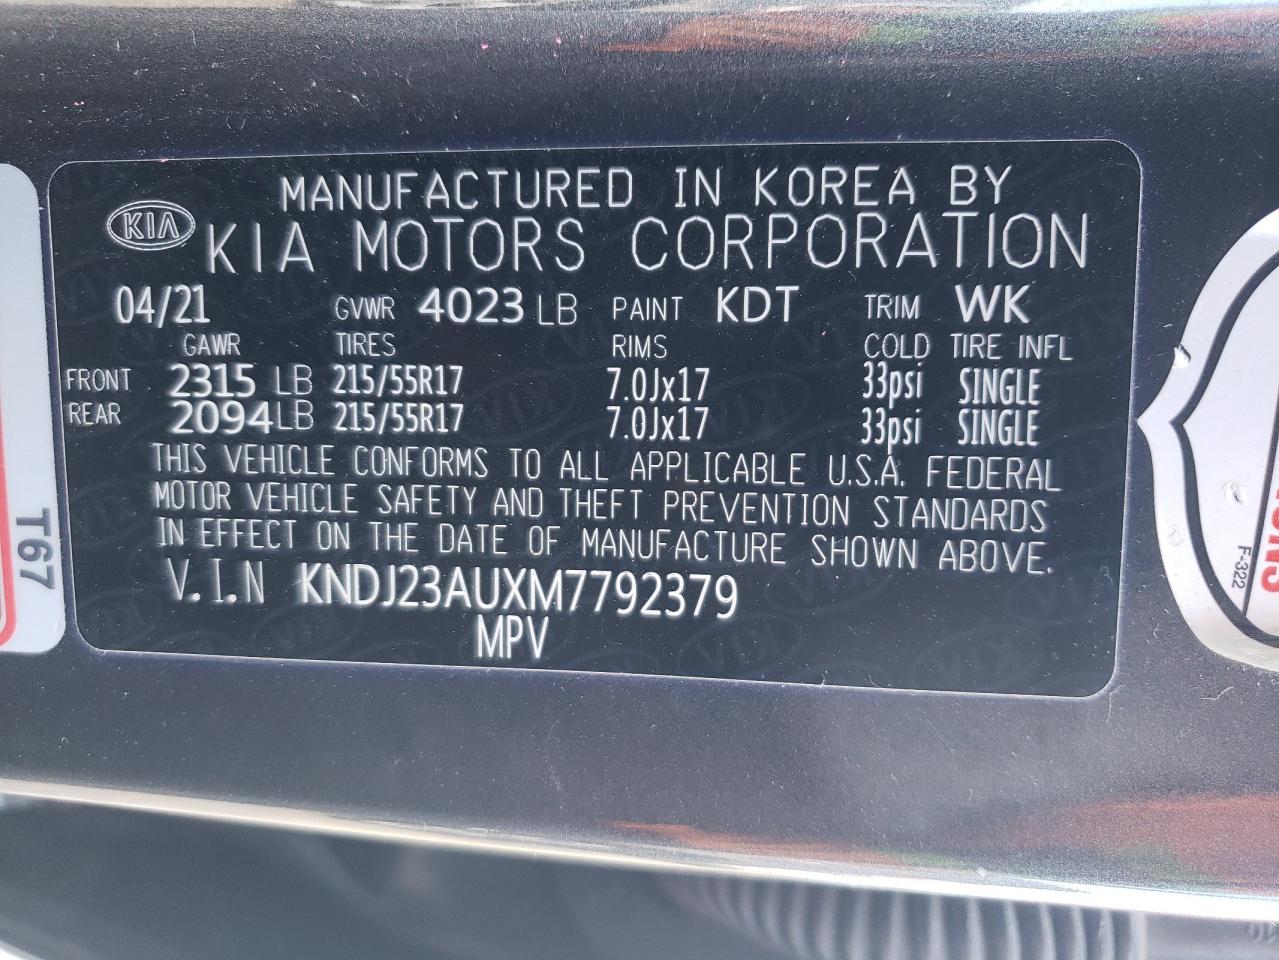 MANUFACTURED IN KOREA BY
KIA KIA MOTORS CORPORATION
04/21 GVWR 4023 LB PAINT KDT TRIM WK
GAWR TIRES RIMS COLD TIRE INFL
FRONT 2315 LB 215/55R17 7.0Jx17 33psi SINGLE
REAR 2094 LB 215/55R17 7.0Jx17 33psi SINGLE
THIS VEHICLE CONFORMS TO ALL APPLICABLE U.S.A. FEDERAL
MOTOR VEHICLE SAFETY AND THEFT PREVENTION STANDARDS
IN EFFECT ON THE DATE OF MANUFACTURE SHOWN ABOVE.
V.I.N KNDJ23AUXM7792379
MPV
T67
F-322